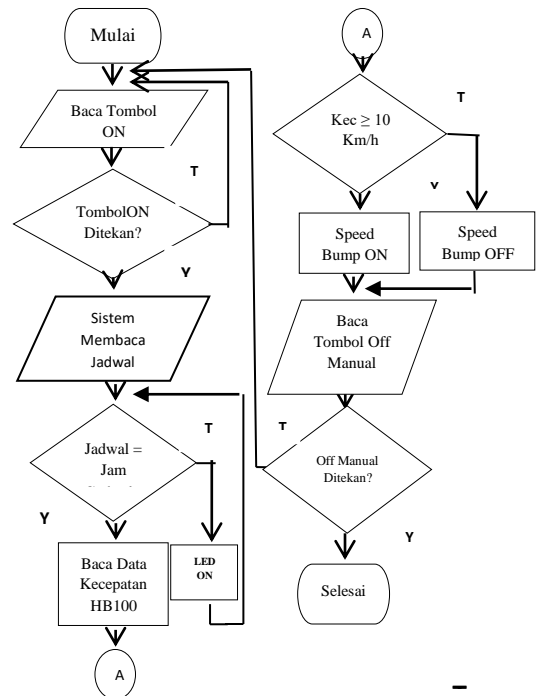 Mulai
Baca Tombol
ON
T
TombolON
Ditekan?
Y
Sistem
Membaca
Jadwal
Jadwal =
Jam
T
Y
Baca Data
Kecepatan
HB100
LED
ON
A
A
Kec ≥ 10
Km/h
T
Speed
Bump ON
Speed
Bump OFF
Baca
Tombol Off
Manual
T
Off Manual
Ditekan?
Y
Selesai